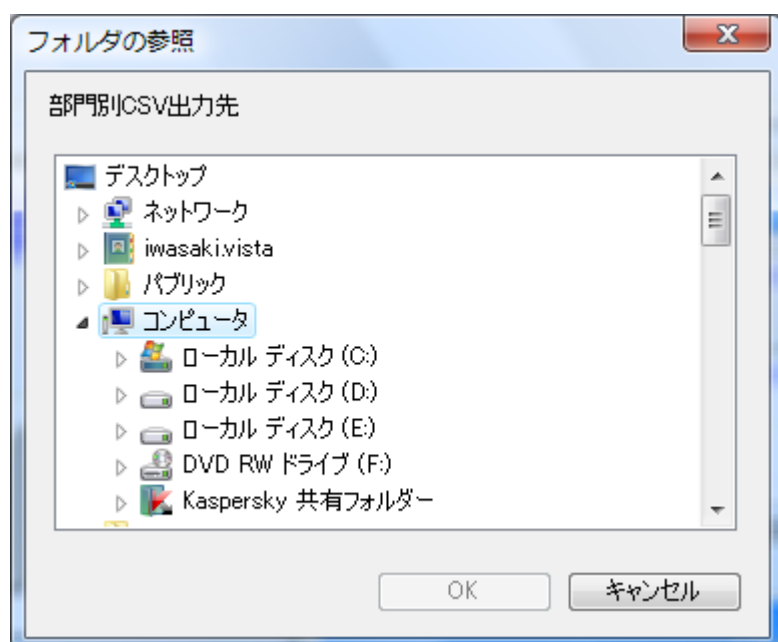 フォルダの参照
部門別CSV出力先
デスクトップ
ネットワーク
iwasaki.vista
パブリック
コンピュータ
ローカル ディスク (C:)
ローカル ディスク (D:)
ローカル ディスク (E:)
DVD RW ドライブ (F:)
Kaspersky 共有フォルダー
OK
キャンセル